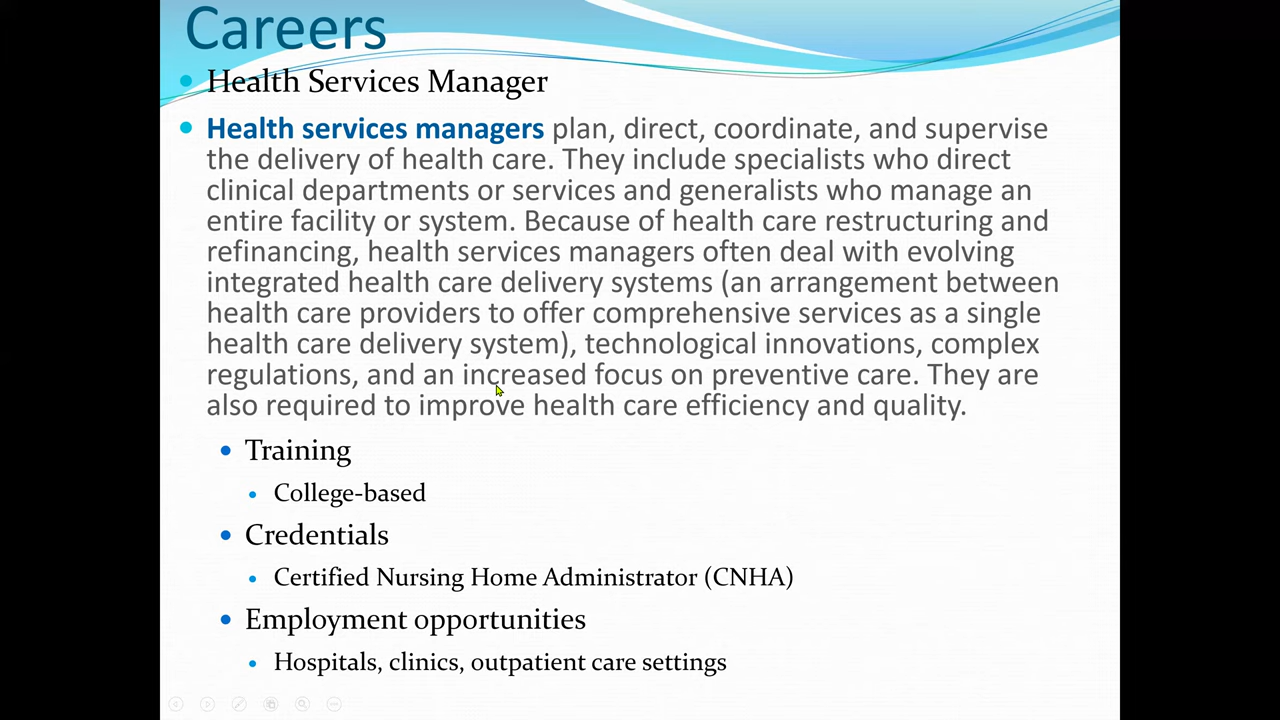 Careers
Health Services Manager
Health services managers plan, direct, coordinate, and supervise
the delivery of health care. They include specialists who direct
clinical departments or services and generalists who manage an
entire facility or system. Because of health care restructuring and
refinancing, health services managers often deal with evolving
integrated health care delivery systems (an arrangement between
health care providers to offer comprehensive services as a single
health care delivery system), technological innovations, complex
regulations, and an increased focus on preventive care. They are
also required to improve health care efficiency and quality.
Training
College-based
Credentials
Certified Nursing Home Administrator (CNHA)
Employment opportunities
Hospitals, clinics, outpatient care settings